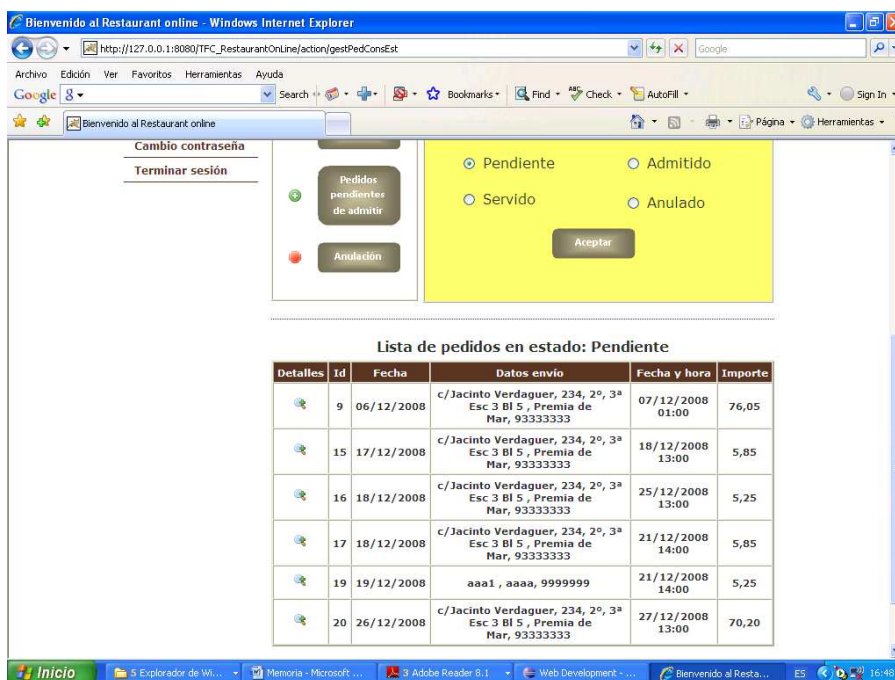 Bienvenido al Restaurant online - Windows Internet Explorer
http://127.0.0.1:8080/TFC_RestaurantOnLine/action/gestPedConsEst
Google
Archivo Edición Ver Favoritos Herramientas Ayuda
Google Search Bookmarks Find Check AutoFill Sign In
Bienvenido al Restaurant online Página Herramientas
Cambio contraseña
Terminar sesión
Pedidos
pendientes
de admitir
Anulación
Pendiente Admitido
Servido Anulado
Aceptar
Lista de pedidos en estado: Pendiente
Detalles Id Fecha Datos envío Fecha y hora Importe
9 06/12/2008 c/Jacinto Verdaguer, 234, 2º, 3ª
Esc 3 Bl 5 , Premia de
Mar, 93333333
07/12/2008
01:00
76,05
15 17/12/2008 c/Jacinto Verdaguer, 234, 2º, 3ª
Esc 3 Bl 5 , Premia de
Mar, 93333333
18/12/2008
13:00
5,85
16 18/12/2008 c/Jacinto Verdaguer, 234, 2º, 3ª
Esc 3 Bl 5 , Premia de
Mar, 93333333
25/12/2008
13:00
5,25
17 18/12/2008 c/Jacinto Verdaguer, 234, 2º, 3ª
Esc 3 Bl 5 , Premia de
Mar, 93333333
21/12/2008
14:00
5,85
19 19/12/2008 aaa1 , aaaa, 9999999
21/12/2008
14:00
5,25
20 26/12/2008 c/Jacinto Verdaguer, 234, 2º, 3ª
Esc 3 Bl 5 , Premia de
Mar, 93333333
27/12/2008
13:00
70,20
Inicio 5 Explorador de Wi... Memoria - Microsoft ... 3 Adobe Reader 8.1 Web Development - ... Bienvenido al Resta... ES 16:48